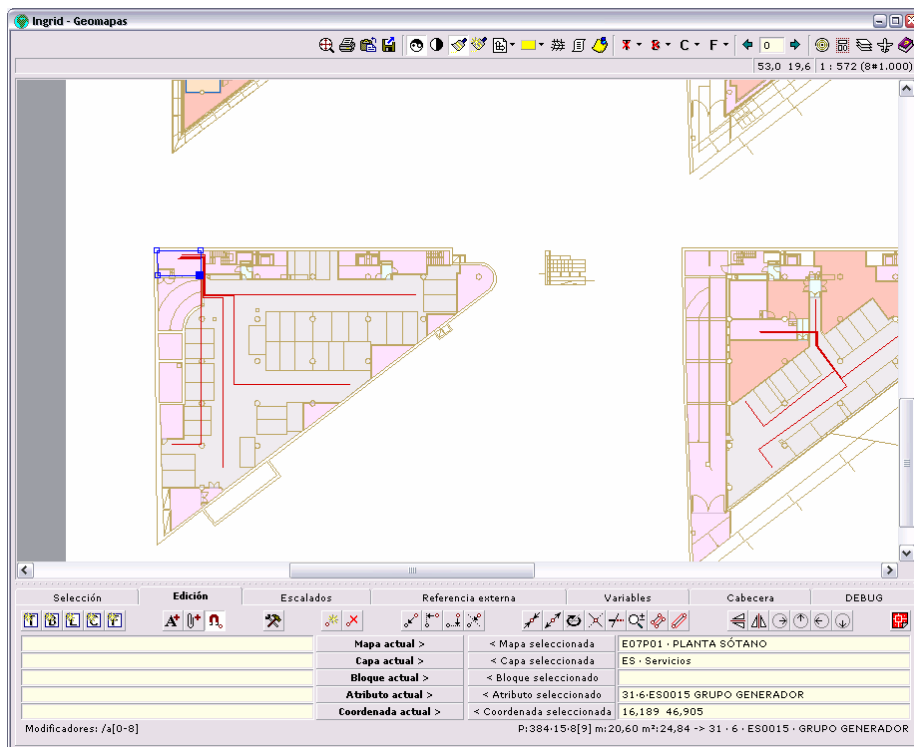 Ingrid - Geomapas
T B C F 0
53,0 19,6 1 : 572 (8#1.000)
Selección Edición Escalados Referencia externa Variables Cabecera DEBUG
Mapa actual > < Mapa seleccionada E07P01 · PLANTA SÓTANO
Capa actual > < Capa seleccionada ES · Servicios
Bloque actual > < Bloque seleccionado
Atributo actual > < Atributo seleccionado 31·6·ES0015 GRUPO GENERADOR
Coordenada actual > < Coordenada seleccionada 16,189 46,905
Modificadores: /a[0-8] P:384·15·8[9] m:20,60 m²:24,84 -> 31 · 6 · ES0015 · GRUPO GENERADOR